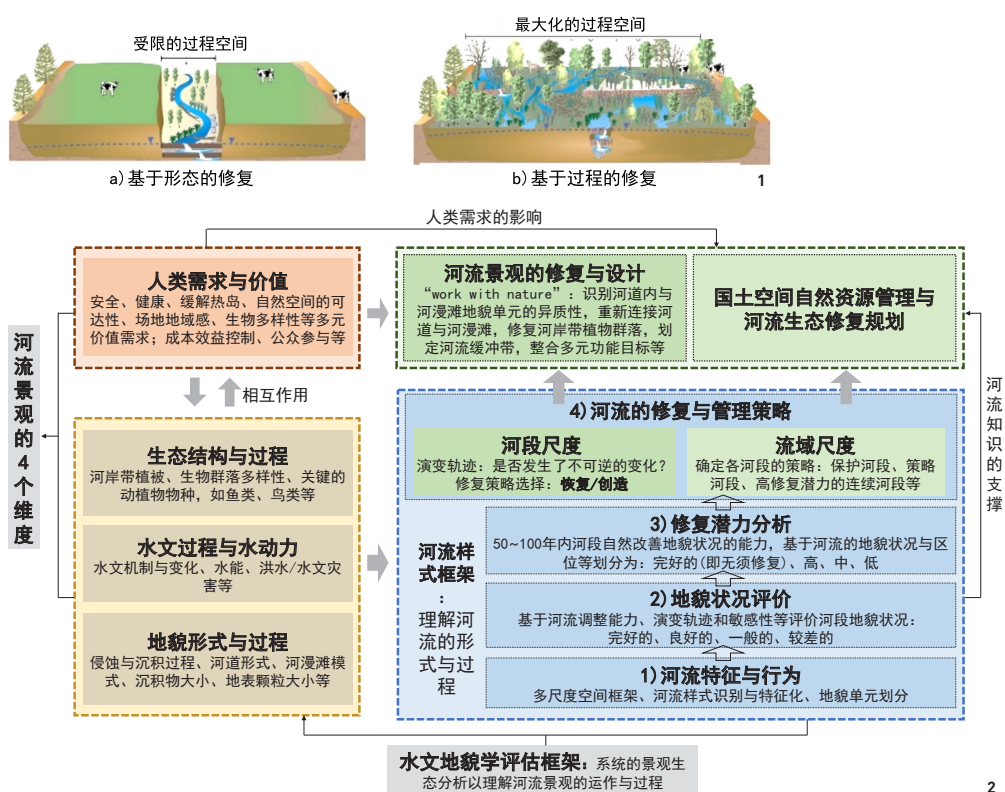 受限的过程空间
最大化的过程空间
a)基于形态的修复
b)基于过程的修复
1
人类需求的影响
人类需求与价值
安全、健康、缓解热岛、自然空间的可
达性、场地地域感、生物多样性等多元
价值需求；成本效益控制、公众参与等
河流景观的修复与设计
“work with nature”：识别河道内与
河漫滩地貌单元的异质性，重新连接河
道与河漫滩，修复河岸带植物群落，划
定河流缓冲带，整合多元功能目标等
国土空间自然资源管理与
河流生态修复规划
河流景观的4个维度
相互作用
生态结构与过程
河岸带植被、生物群落多样性、关键的
动植物物种，如鱼类、鸟类等
水文过程与水动力
水文机制与变化、水能、洪水/水文灾
害等
地貌形式与过程
侵蚀与沉积过程、河道形式、河漫滩模
式、沉积物大小、地表颗粒大小等
4)河流的修复与管理策略
河段尺度
演变轨迹：是否发生了不可逆的变化？
修复策略选择：恢复/创造
流域尺度
确定各河段的策略：保护河段、策略
河段、高修复潜力的连续河段等
河流样
式框架
：
理解河
流的形
式与过
程
3)修复潜力分析
50~100年内河段自然改善地貌状况的能力，基于河流的地貌状况与区
位等划分为：完好的(即无须修复)、高、中、低
2)地貌状况评价
基于河流调整能力、演变轨迹和敏感性等评价河段地貌状况：
完好的、良好的、一般的、较差的
1)河流特征与行为
多尺度空间框架、河流样式识别与特征化、地貌单元划分
河流知识的支撑
水文地貌学评估框架：系统的景观生
态分析以理解河流景观的运作与过程
2